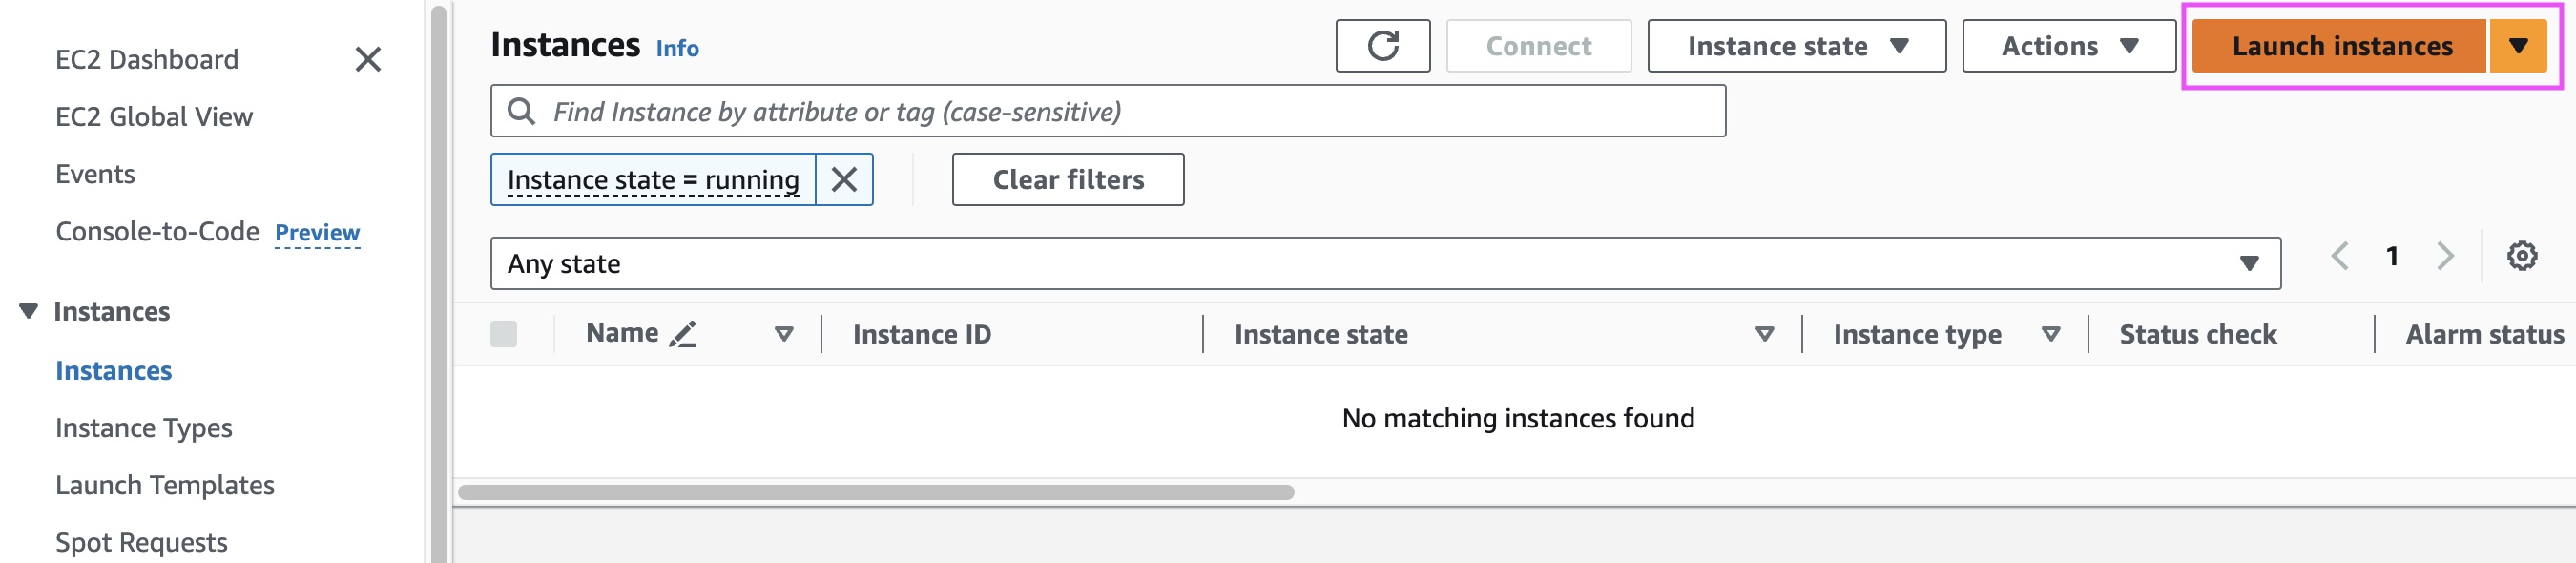 EC2 Dashboard
EC2 Global View
Events
Console-to-Code Preview
Instances
Instances
Instance Types
Launch Templates
Spot Requests
Instances Info
Connect
Instance state
Actions
Launch instances
Find Instance by attribute or tag (case-sensitive)
Instance state = running
Clear filters
Any state
1
Name Instance ID Instance state Instance type Status check Alarm status
No matching instances found